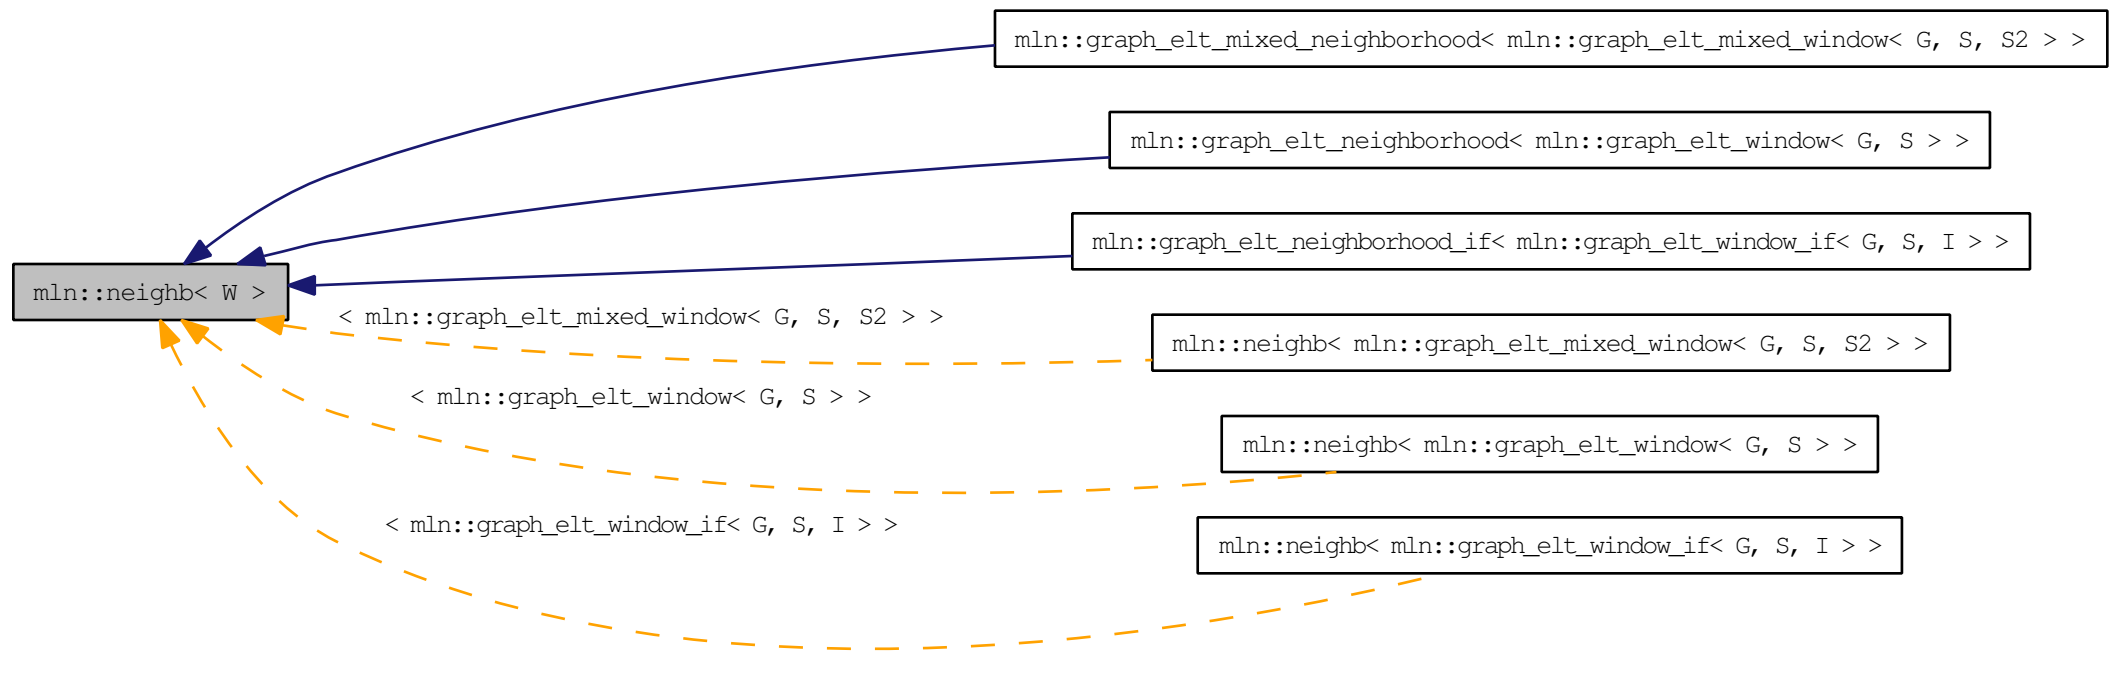 mln::graph_elt_mixed_neighborhood< mln::graph_elt_mixed_window< G, S, S2 > >
mln::graph_elt_neighborhood< mln::graph_elt_window< G, S > >
mln::graph_elt_neighborhood_if< mln::graph_elt_window_if< G, S, I > >
mln::neighb< W >
< mln::graph_elt_mixed_window< G, S, S2 > >
mln::neighb< mln::graph_elt_mixed_window< G, S, S2 > >
< mln::graph_elt_window< G, S > >
mln::neighb< mln::graph_elt_window< G, S > >
< mln::graph_elt_window_if< G, S, I > >
mln::neighb< mln::graph_elt_window_if< G, S, I > >